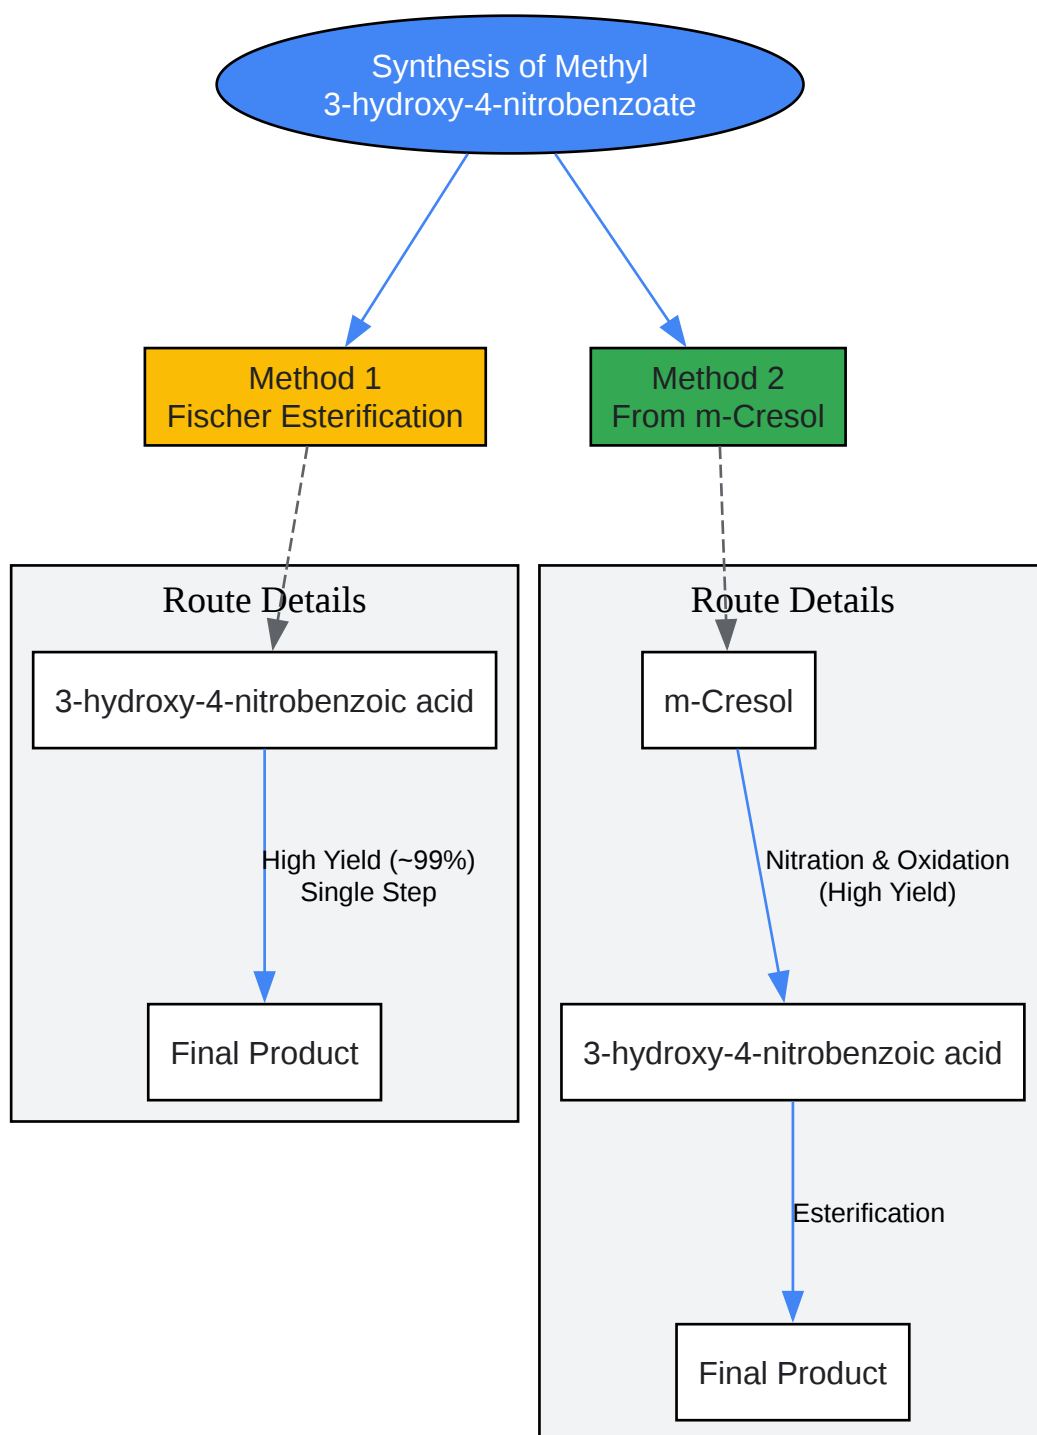 Synthesis of Methyl
3-hydroxy-4-nitrobenzoate
Method 1
Fischer Esterification
Method 2
From m-Cresol
Route Details
3-hydroxy-4-nitrobenzoic acid
High Yield (~99%)
Single Step
Final Product
Route Details
m-Cresol
Nitration & Oxidation
(High Yield)
3-hydroxy-4-nitrobenzoic acid
Esterification
Final Product